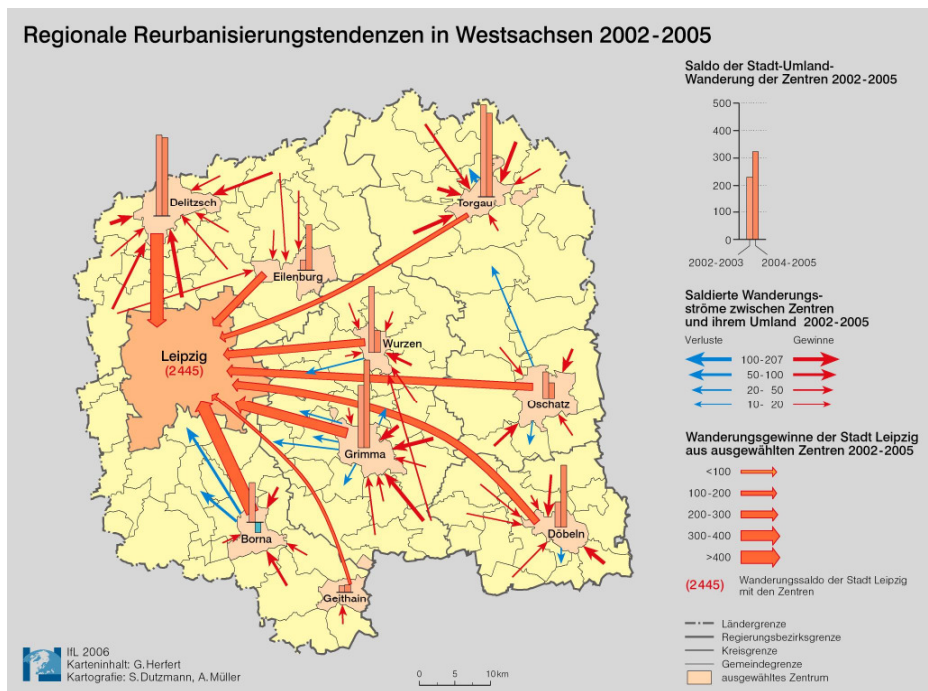 Regionale Reurbanisierungstendenzen in Westsachsen 2002-2005
Saldo der Stadt-Umland-
Wanderung der Zentren 2002-2005
500
400
300
200
100
0
2002-2003
2004-2005
Saldierte Wanderungs-
ströme zwischen Zentren
und ihrem Umland 2002-2005
Verluste
Gewinne
100-207
50-100
20- 50
10- 20
Wanderungsgewinne der Stadt Leipzig
aus ausgewählten Zentren 2002-2005
<100
100-200
200-300
300-400
>400
(2445)
Wanderungssaldo der Stadt Leipzig
mit den Zentren
Ländergrenze
Regierungsbezirksgrenze
Kreisgrenze
Gemeindegrenze
ausgewähltes Zentrum
Delitzsch
Torgau
Eilenburg
Leipzig
(2445)
Wurzen
Oschatz
Grimma
Borna
Döbeln
Geithain
IfL 2006
Karteninhalt: G. Herfert
Kartografie: S. Dutzmann, A. Müller
0 5 10km